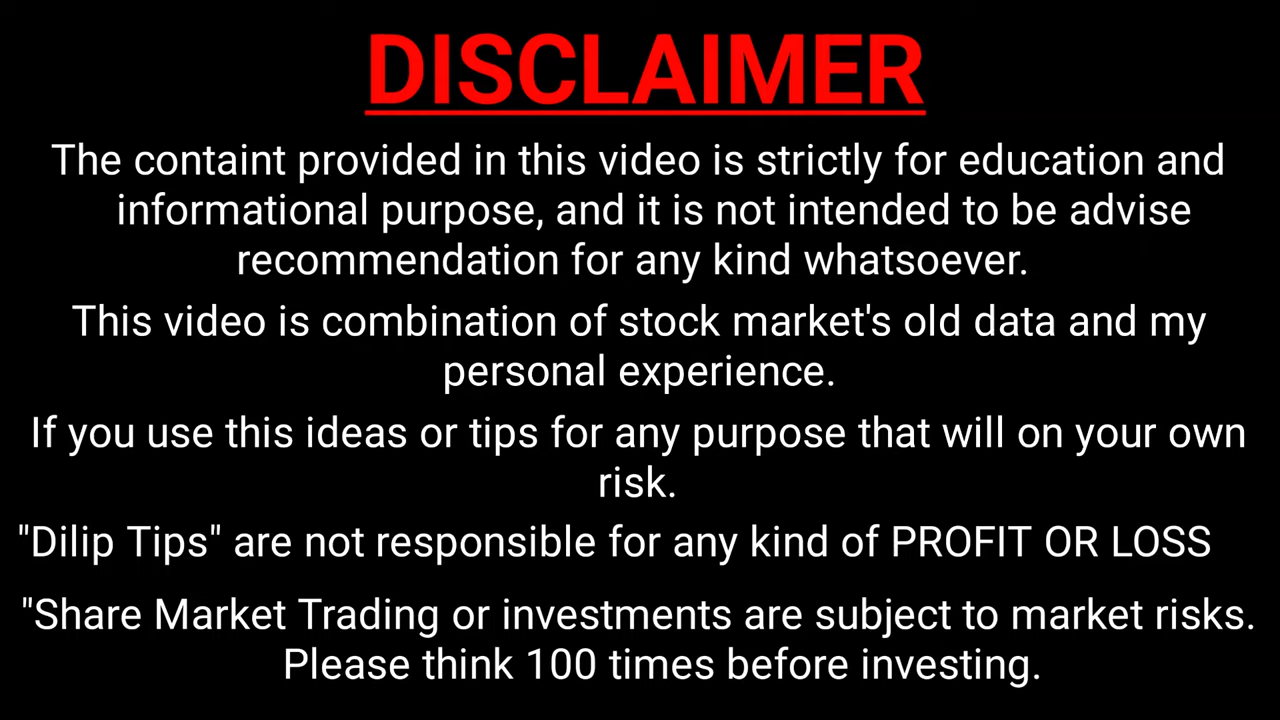 DISCLAIMER
The containt provided in this video is strictly for education and
informational purpose, and it is not intended to be advise
recommendation for any kind whatsoever.
This video is combination of stock market's old data and my
personal experience.
If you use this ideas or tips for any purpose that will on your own
risk.
"Dilip Tips" are not responsible for any kind of PROFIT OR LOSS
"Share Market Trading or investments are subject to market risks.
Please think 100 times before investing.